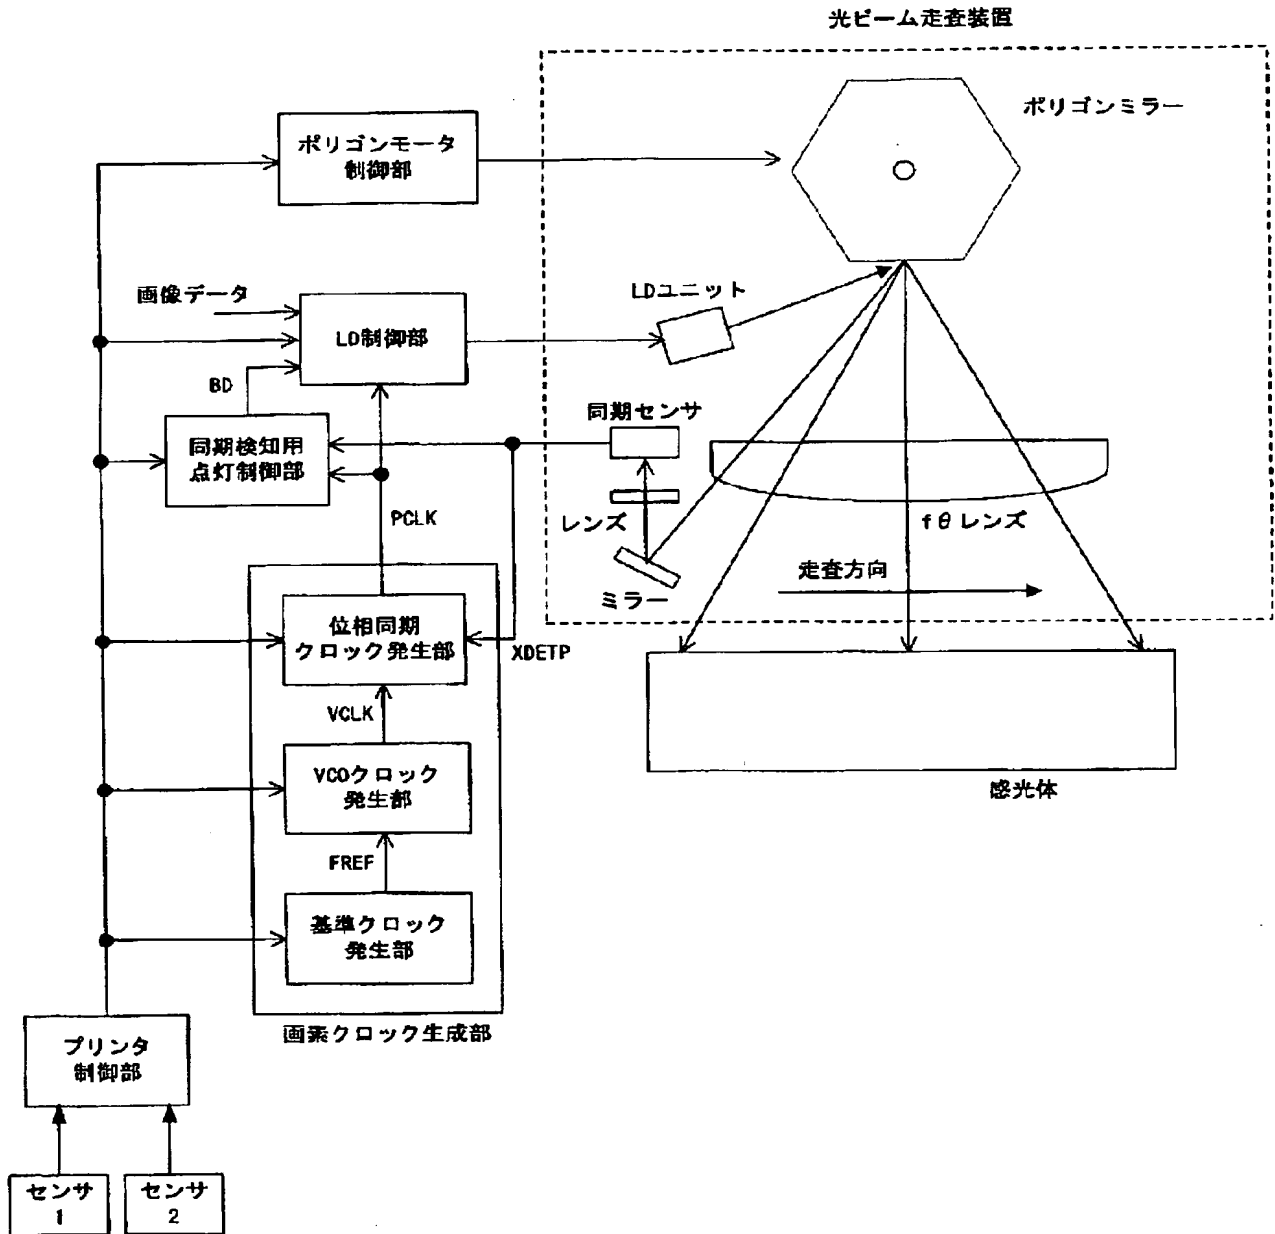 光ビーム走査装置
ポリゴンミラー
ポリゴンモータ
制御部
画像データ
LDユニット
LD制御部
BD
同期センサ
同期検知用
点灯制御部
PCLK
レンズ
fθレンズ
走査方向
ミラー
位相同期
クロック発生部
XDETP
VCLK
VCOクロック
発生部
感光体
FREF
基準クロック
発生部
画素クロック生成部
プリンタ
制御部
センサ
1
センサ
2